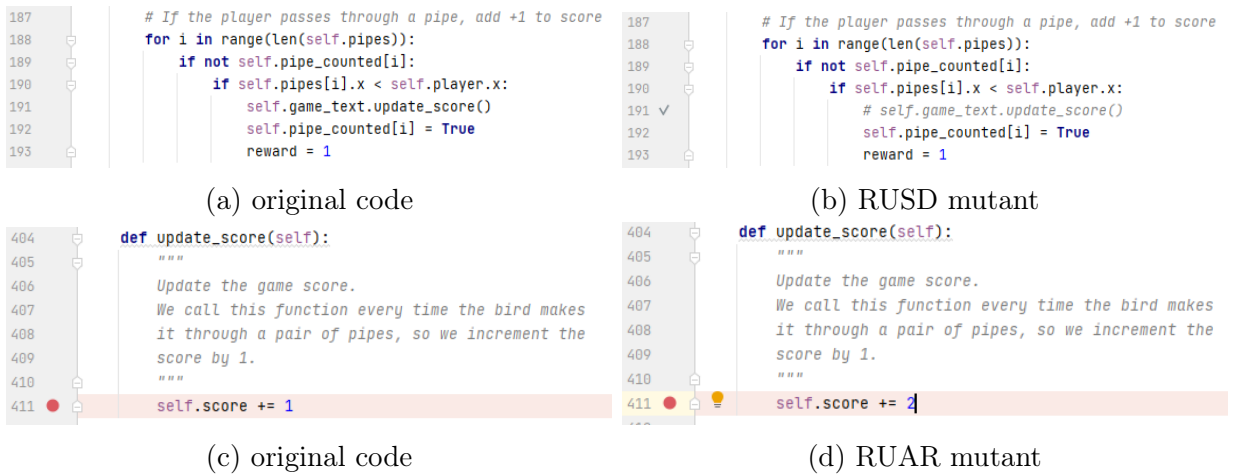 187 # If the player passes through a pipe, add +1 to score
188 for i in range(len(self.pipes)):
189 if not self.pipe_counted[i]:
190 if self.pipes[i].x < self.player.x:
191 self.game_text.update_score()
192 self.pipe_counted[i] = True
193 reward = 1
(a) original code
187 # If the player passes through a pipe, add +1 to score
188 for i in range(len(self.pipes)):
189 if not self.pipe_counted[i]:
190 if self.pipes[i].x < self.player.x:
191 # self.game_text.update_score()
192 self.pipe_counted[i] = True
193 reward = 1
(b) RUSD mutant
404 def update_score(self):
405 """
406 Update the game score.
407 We call this function every time the bird makes
408 it through a pair of pipes, so we increment the
409 score by 1.
410 """
411 self.score += 1
(c) original code
404 def update_score(self):
405 """
406 Update the game score.
407 We call this function every time the bird makes
408 it through a pair of pipes, so we increment the
409 score by 1.
410 """
411 self.score += 2
(d) RUAR mutant